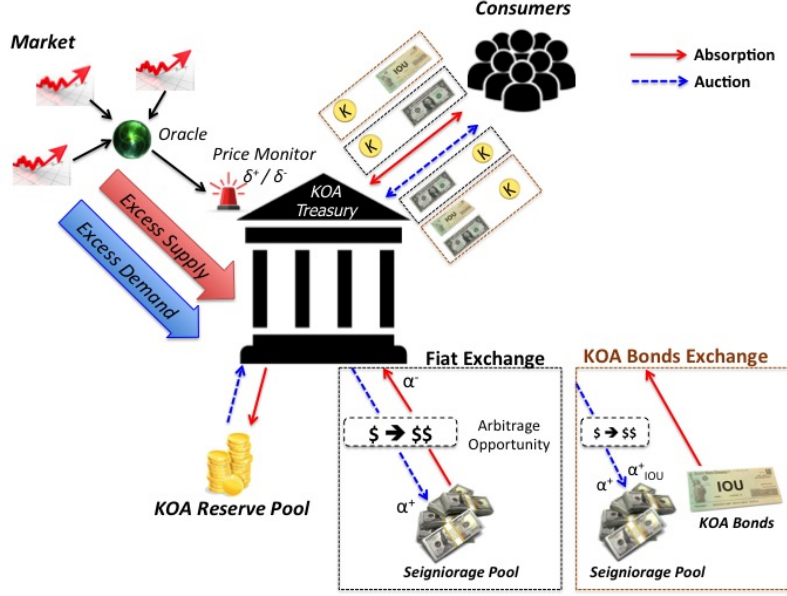 Consumers
Market
Absorption
Auction
IOU
K
K
Oracle
Price Monitor
δ⁺ / δ⁻
K
K
IOU
KOA
Treasury
Excess Supply
Excess Demand
Fiat Exchange
KOA Bonds Exchange
α⁻
$ → $$
Arbitrage
Opportunity
$ → $$
α⁺
α⁺
α⁺IOU
IOU
KOA Reserve Pool
KOA Bonds
Seigniorage Pool
Seigniorage Pool